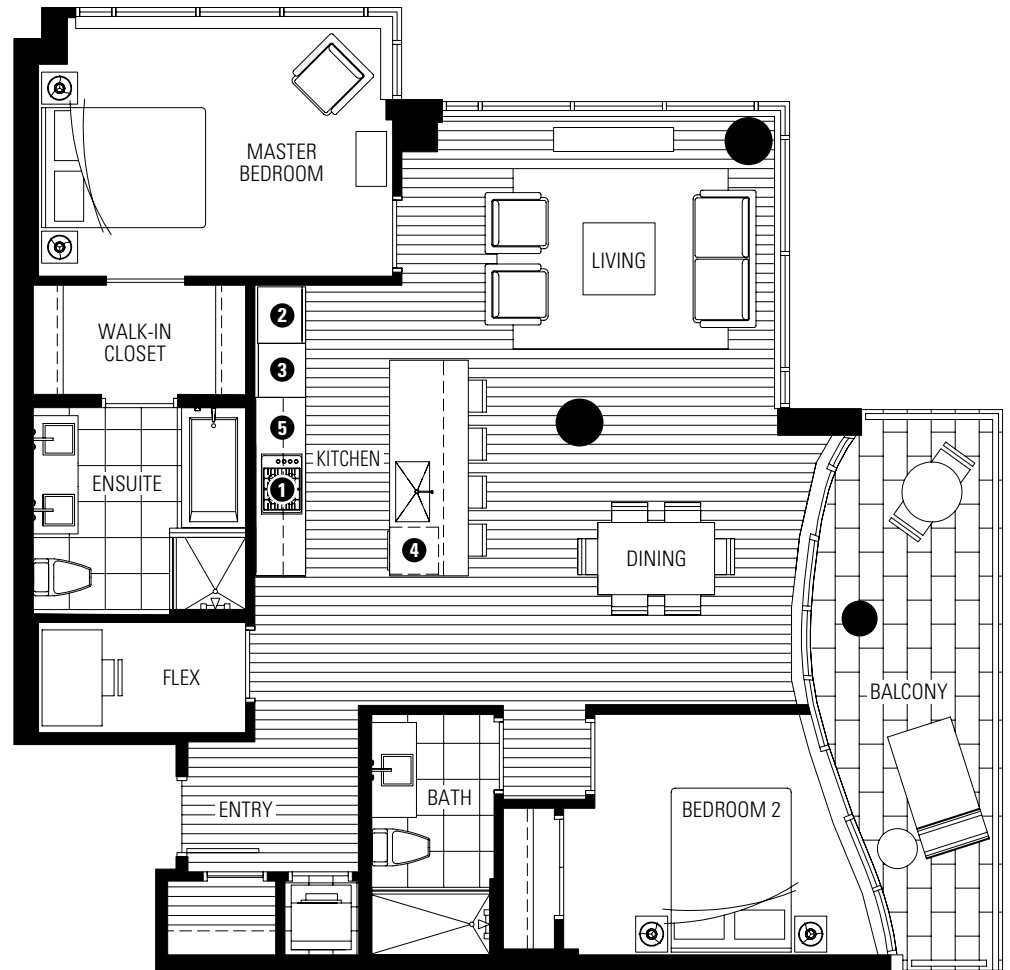 MASTER
BEDROOM
LIVING
2
WALK-IN
CLOSET
3
5
KITCHEN
ENSUITE
1
4
DINING
FLEX
BALCONY
ENTRY
BATH
BEDROOM 2